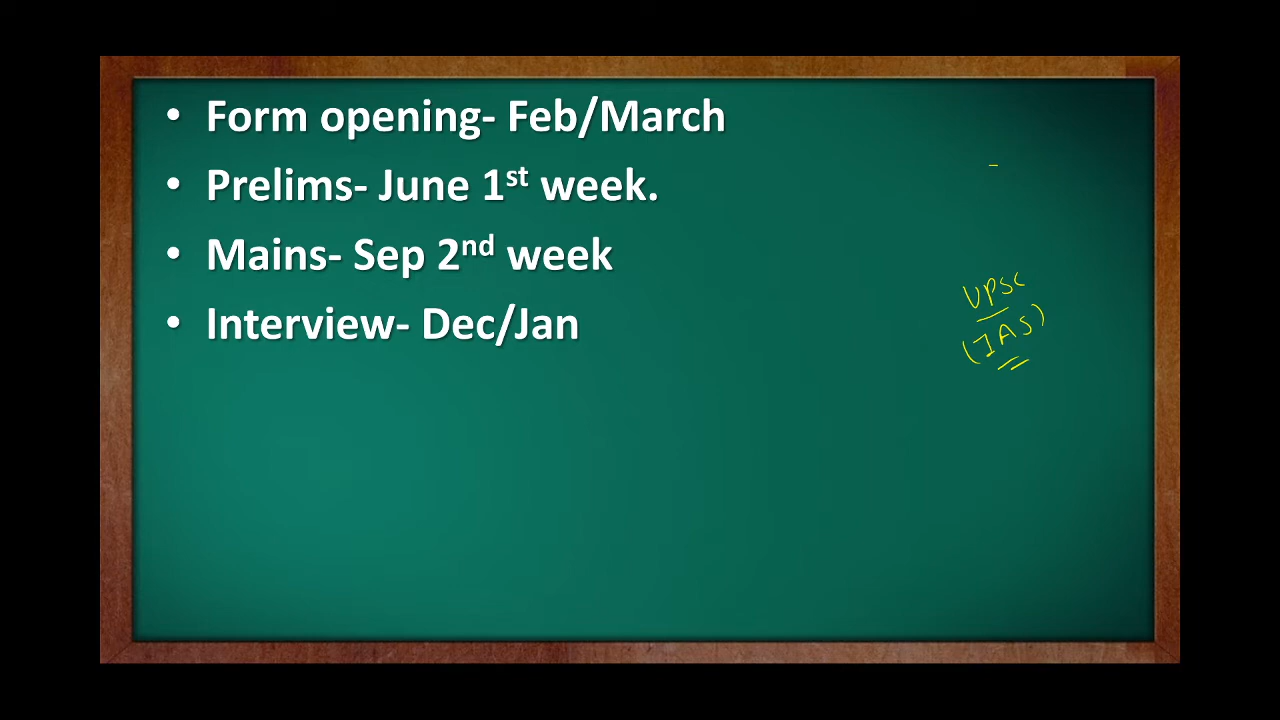 • Form opening- Feb/March
• Prelims- June 1st week.
• Mains- Sep 2nd week
• Interview- Dec/Jan
UPSC
(IAS)